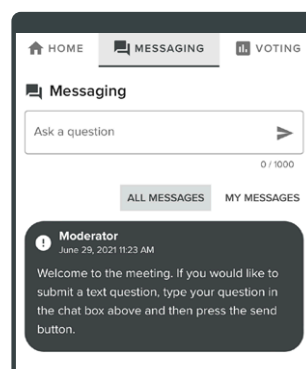 HOME MESSAGING VOTING
Messaging
Ask a question
0 / 1000
ALL MESSAGES MY MESSAGES
Moderator
June 29, 2021 11:23 AM
Welcome to the meeting. If you would like to
submit a text question, type your question in
the chat box above and then press the send
button.